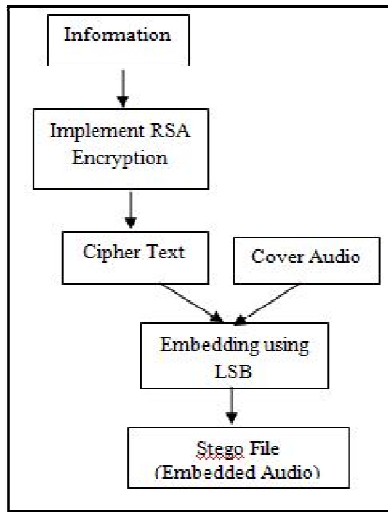 Information
Implement RSA
Encryption
Cipher Text
Cover Audio
Embedding using
LSB
Stego File
(Embedded Audio)